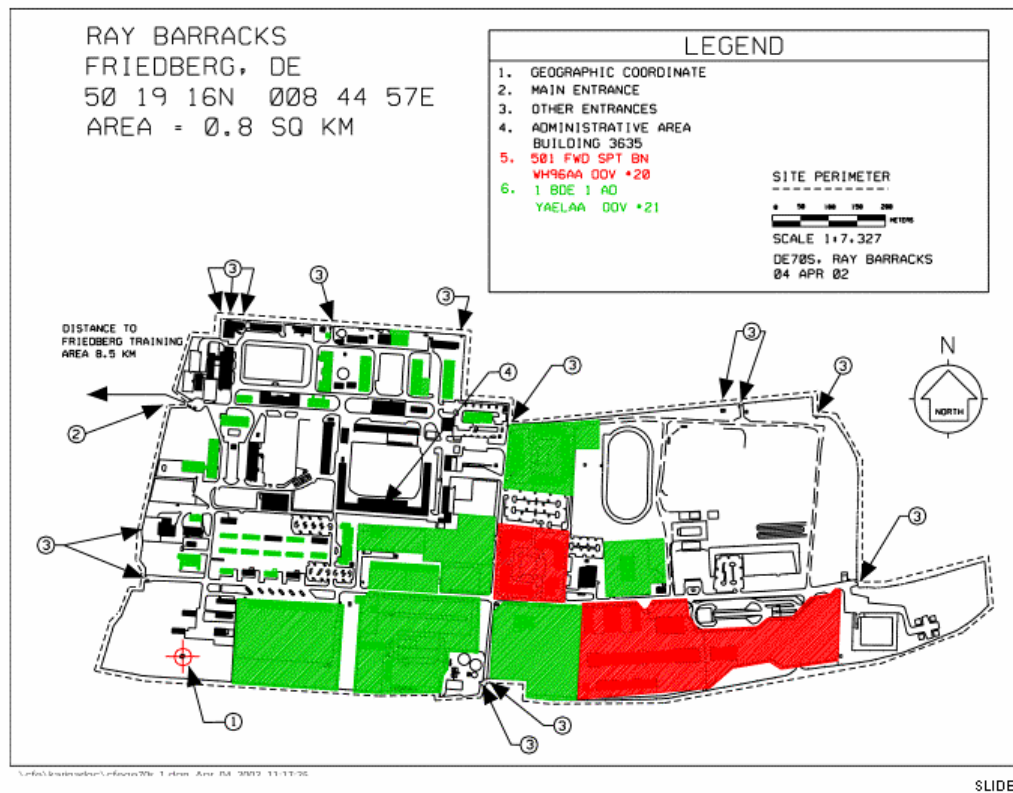 RAY BARRACKS
FRIEDBERG, DE
50 19 16N 008 44 57E
AREA = 0.8 SQ KM
LEGEND
1. GEOGRAPHIC COORDINATE
2. MAIN ENTRANCE
3. OTHER ENTRANCES
4. ADMINISTRATIVE AREA
BUILDING 3635
5. 501 FWD SPT BN
WH96AA DDV *20
6. 1 BDE 1 AD
YAELAA DDV *21
SITE PERIMETER
0 50 100 150 200
METERS
SCALE 1:7,327
DE70S, RAY BARRACKS
04 APR 02
3
3
3
DISTANCE TO
FRIEDBERG TRAINING
AREA 8.5 KM
3
4
3
3
N
NORTH
2
3
3
1
3
3
SLIDE